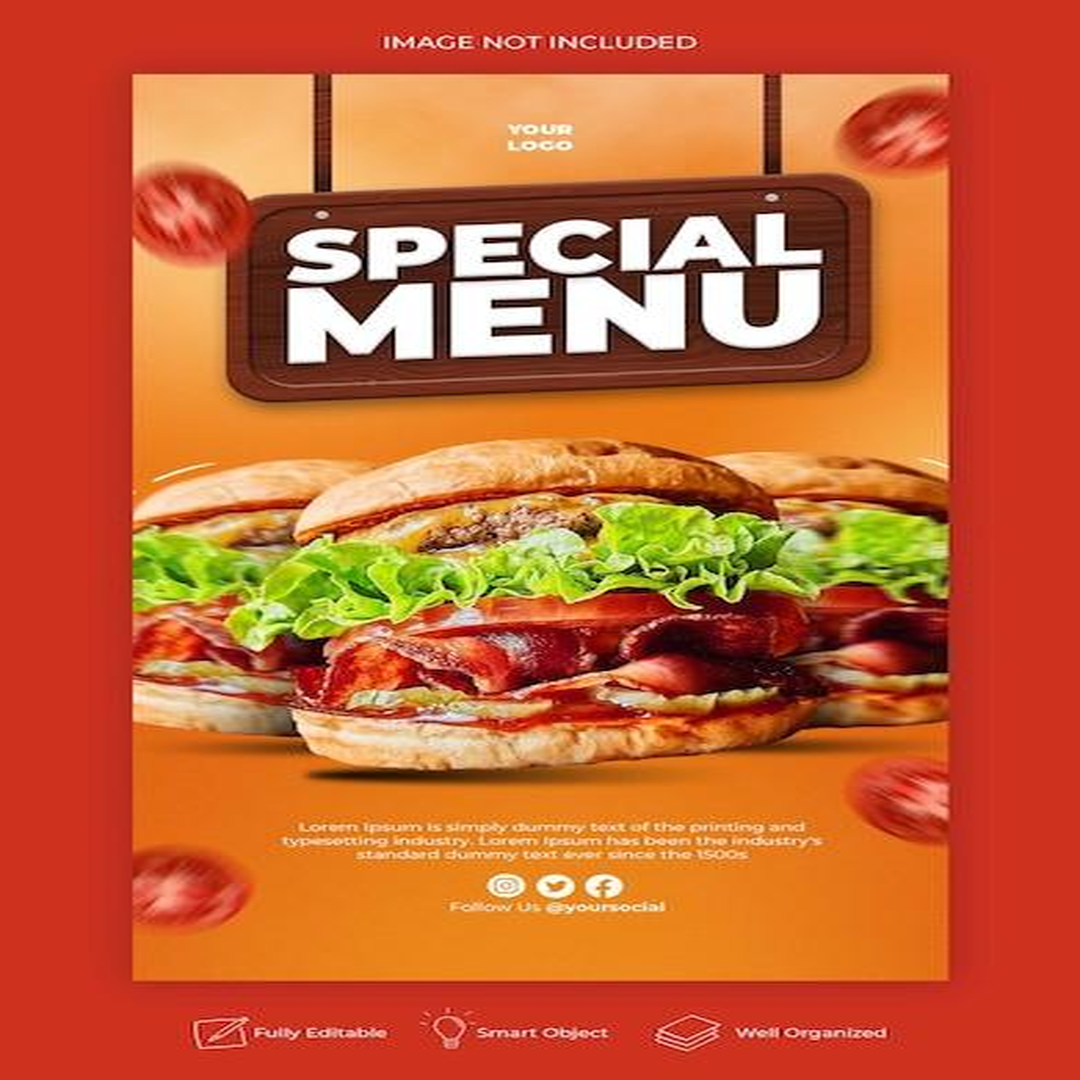 IMAGE NOT INCLUDED
YOUR
LOGO
SPECIAL
MENU
Lorem Ipsum is simply dummy text of the printing and
typesetting industry. Lorem Ipsum has been the industry's
standard dummy text ever since the 1500s
Follow Us @yoursocial
Fully Editable
Smart Object
Well Organized